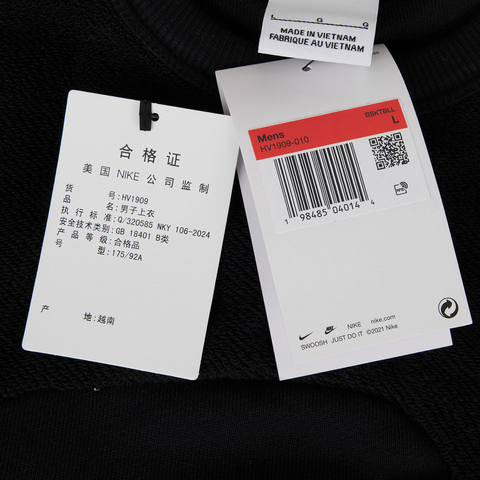 L G G
MADE IN VIETNAM
FABRIQUE AU VIETNAM
合格证
美国 NIKE 公司监制
货 号:HV1909
品 名:男子上衣
执行标准:Q/320585 NKY 106-2024
安全技术类别:GB 18401 B类
产品等级:合格品
号 型:175/92A
产 地:越南
BSKTBLL
Mens L
HV1909-010
1 98485 04014 4
NFC
NIKE nike.com
SWOOSH JUST DO IT ©2021 Nike